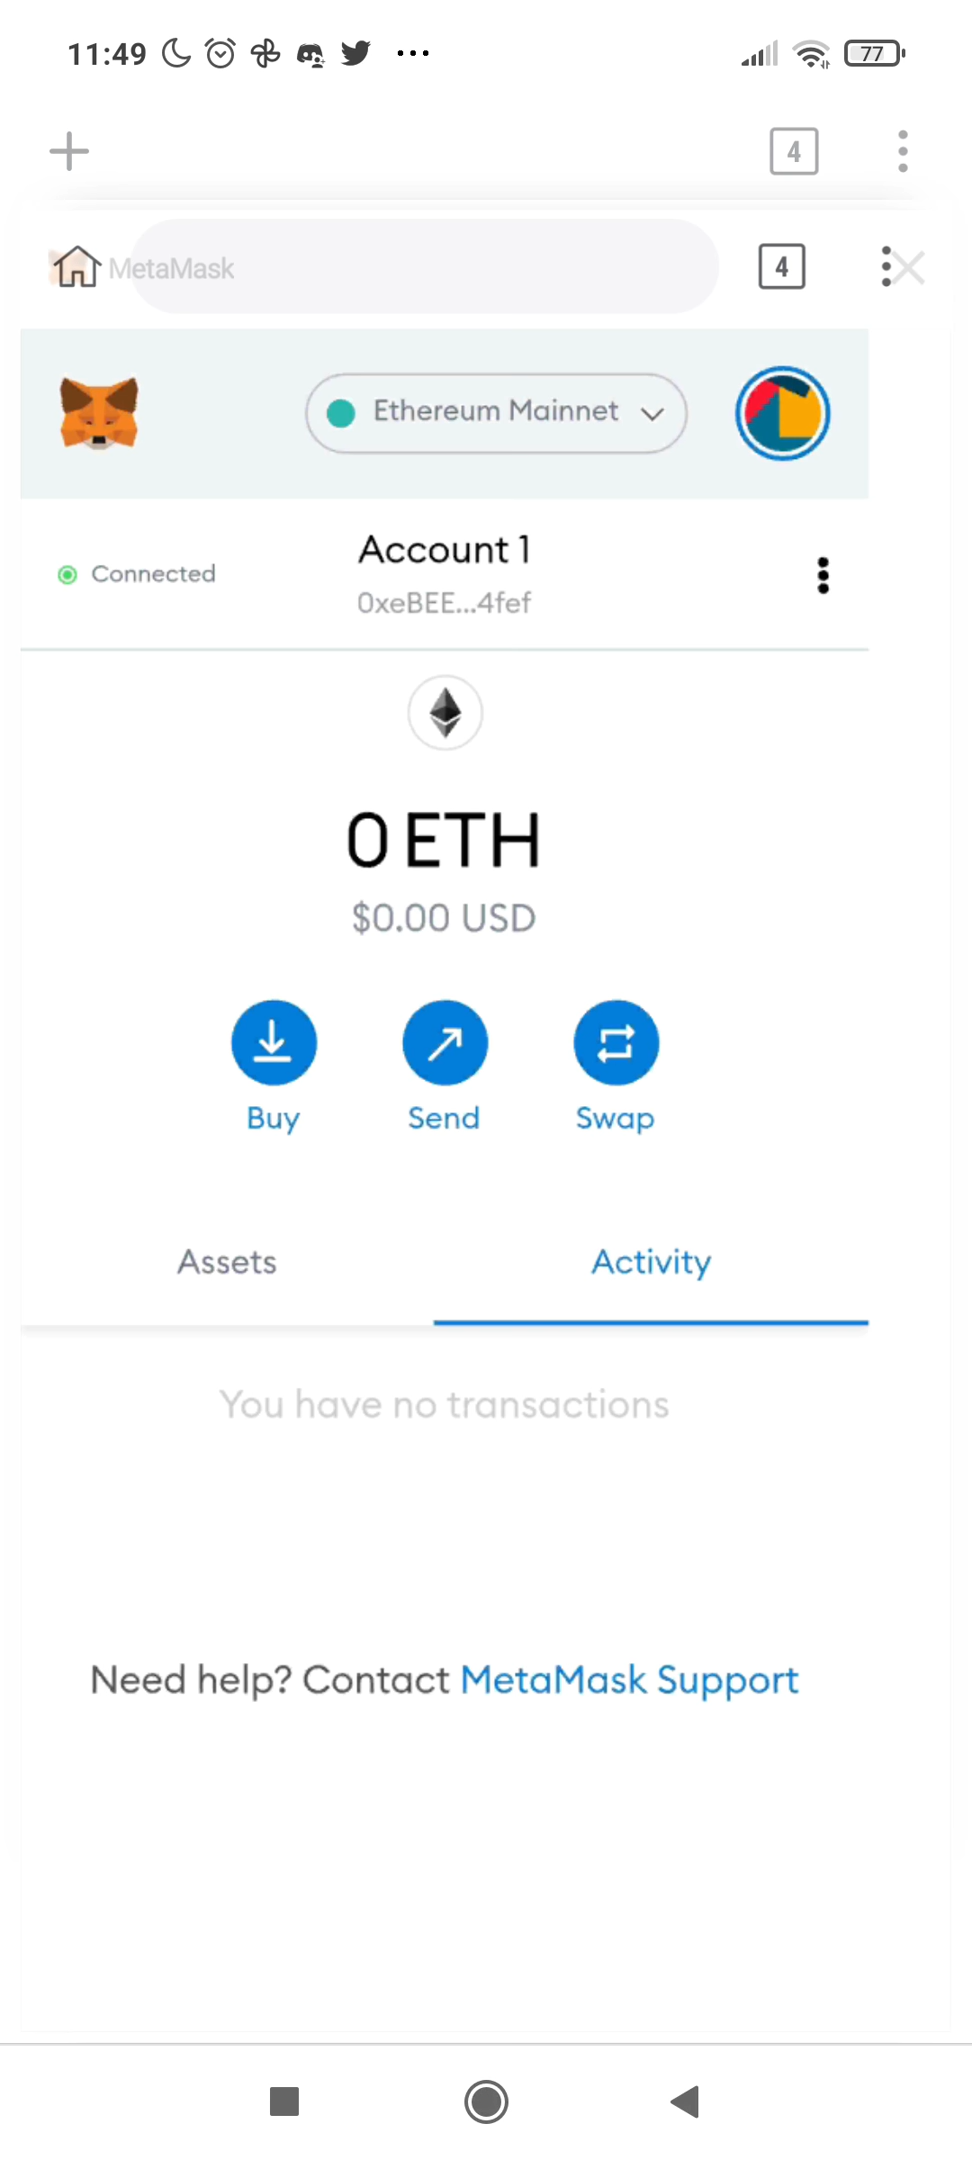 11:49
77
4
MetaMask
4
Ethereum Mainnet
Connected
Account 1
0xeBEE...4fef
0 ETH
$0.00 USD
Buy Send Swap
Assets Activity
You have no transactions
Need help? Contact MetaMask Support